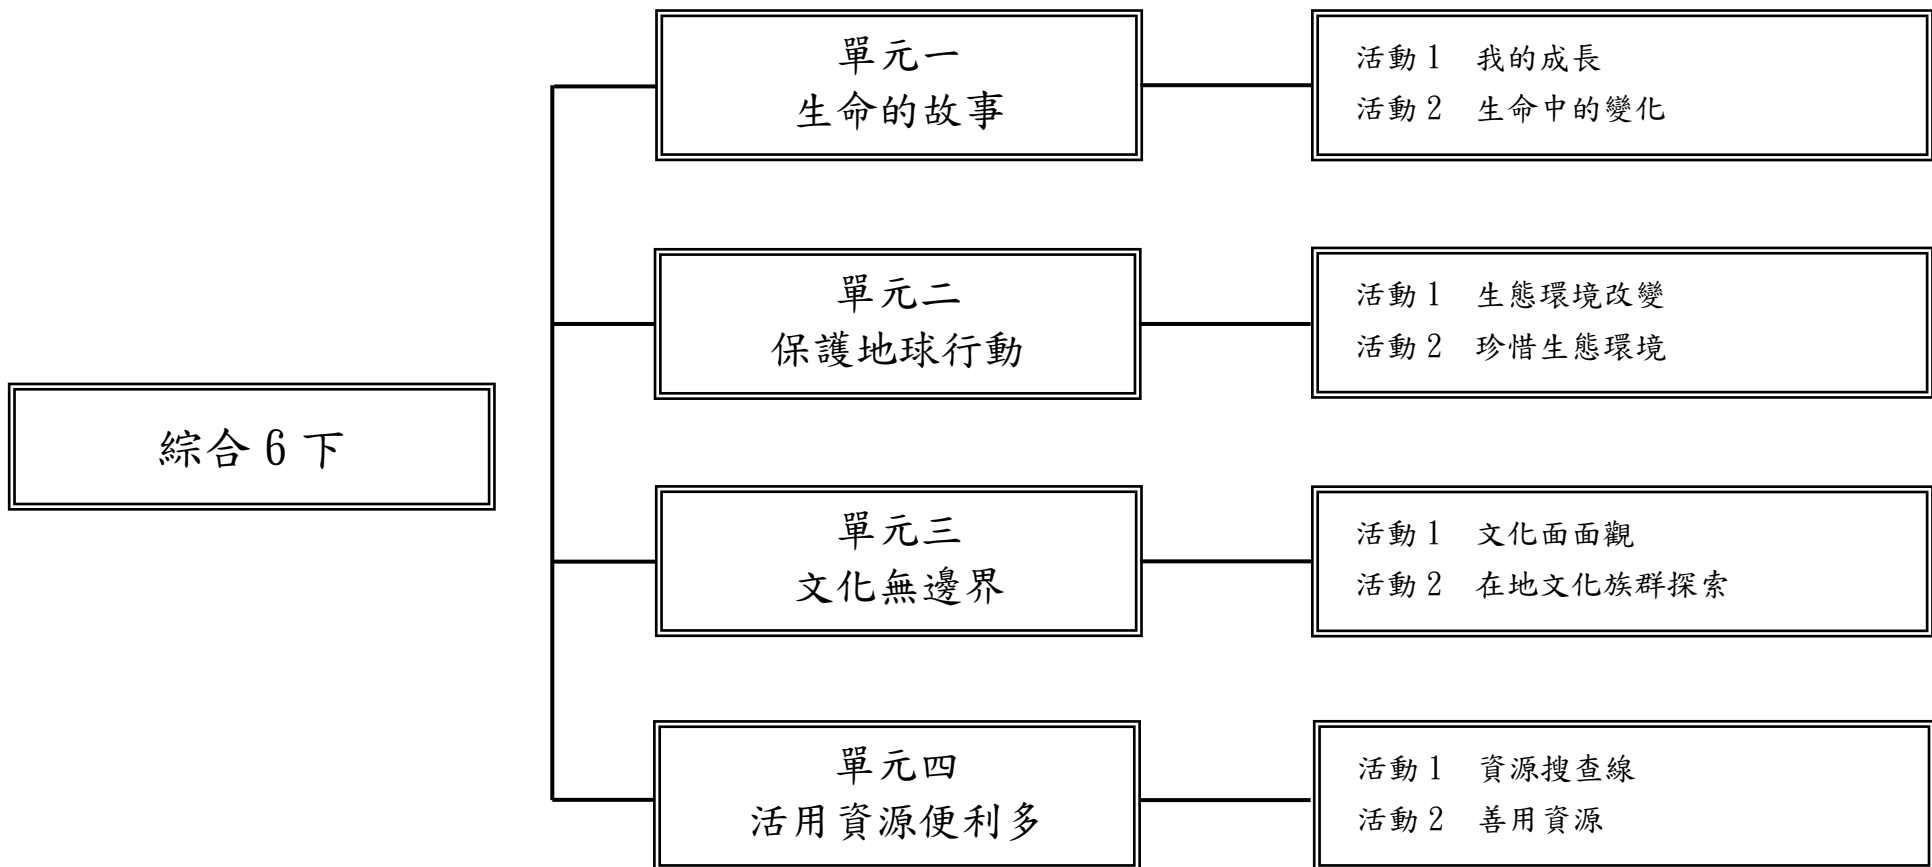 綜合 6 下
單元一
生命的故事
活動 1　我的成長
活動 2　生命中的變化
單元二
保護地球行動
活動 1　生態環境改變
活動 2　珍惜生態環境
單元三
文化無邊界
活動 1　文化面面觀
活動 2　在地文化族群探索
單元四
活用資源便利多
活動 1　資源搜查線
活動 2　善用資源